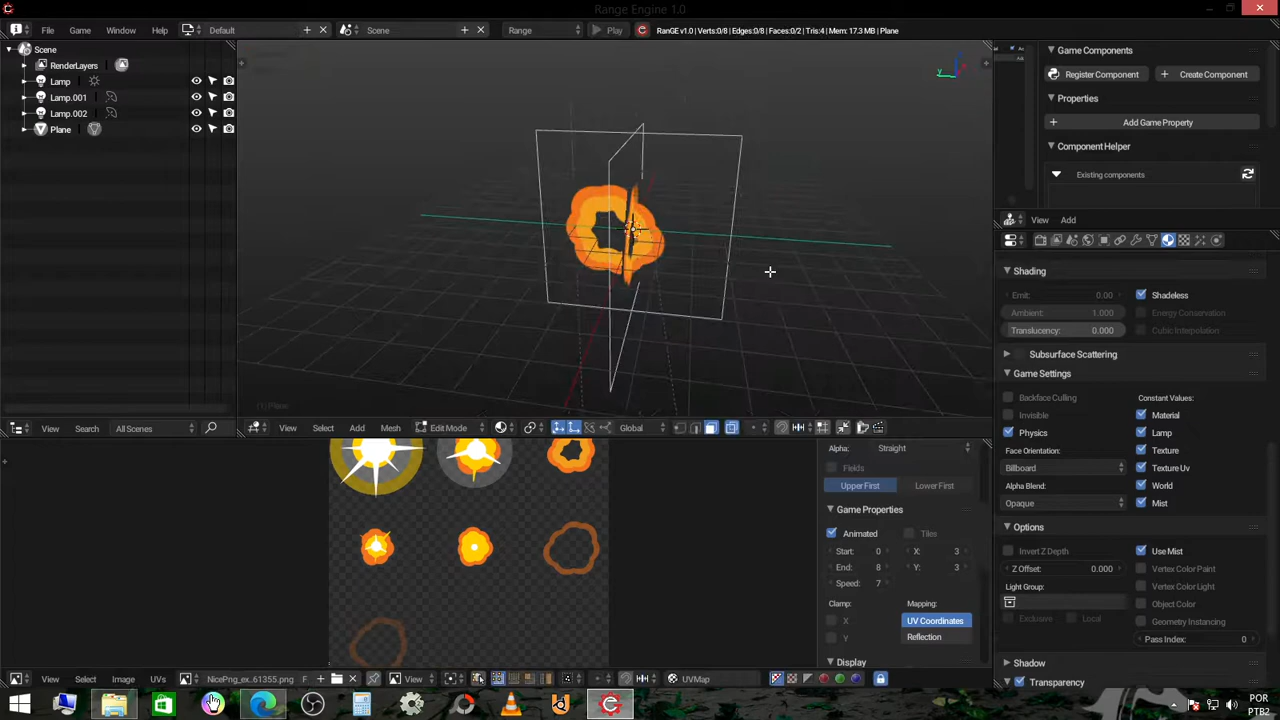 Range Engine 1.0
File Game Window Help Default Scene Range Play RanGE v1.0 | Verts:0/8 | Edges:0/8 | Faces:0/2 | Tris:4 | Mem: 17.3 MB | Plane
Scene
RenderLayers
Lamp
Lamp.001
Lamp.002
Plane
View Search All Scenes
(1) Plane
View Select Add Mesh Edit Mode Global
Alpha: Straight
Fields
Upper First Lower First
Game Properties
Animated Tiles
Start: 0 X: 3
End: 8 Y: 3
Speed: 7
Clamp: Mapping:
X UV Coordinates
Y Reflection
Display
View Select Image UVs NicePng_ex..61355.png F View UVMap
Game Components
Register Component Create Component
Properties
Add Game Property
Component Helper
Existing components
View Add
Shading
Emit: 0.00 Shadeless
Ambient: 1.000 Energy Conservation
Translucency: 0.000 Cubic Interpolation
Subsurface Scattering
Game Settings
Backface Culling Constant Values:
Invisible Material
Physics Lamp
Face Orientation: Texture
Billboard Texture Uv
Alpha Blend: World
Opaque Mist
Options
Invert Z Depth Use Mist
Z Offset: 0.000 Vertex Color Paint
Light Group: Vertex Color Light
Object Color
Exclusive Local Geometry Instancing
Pass Index: 0
Shadow
Transparency
POR
PTB2